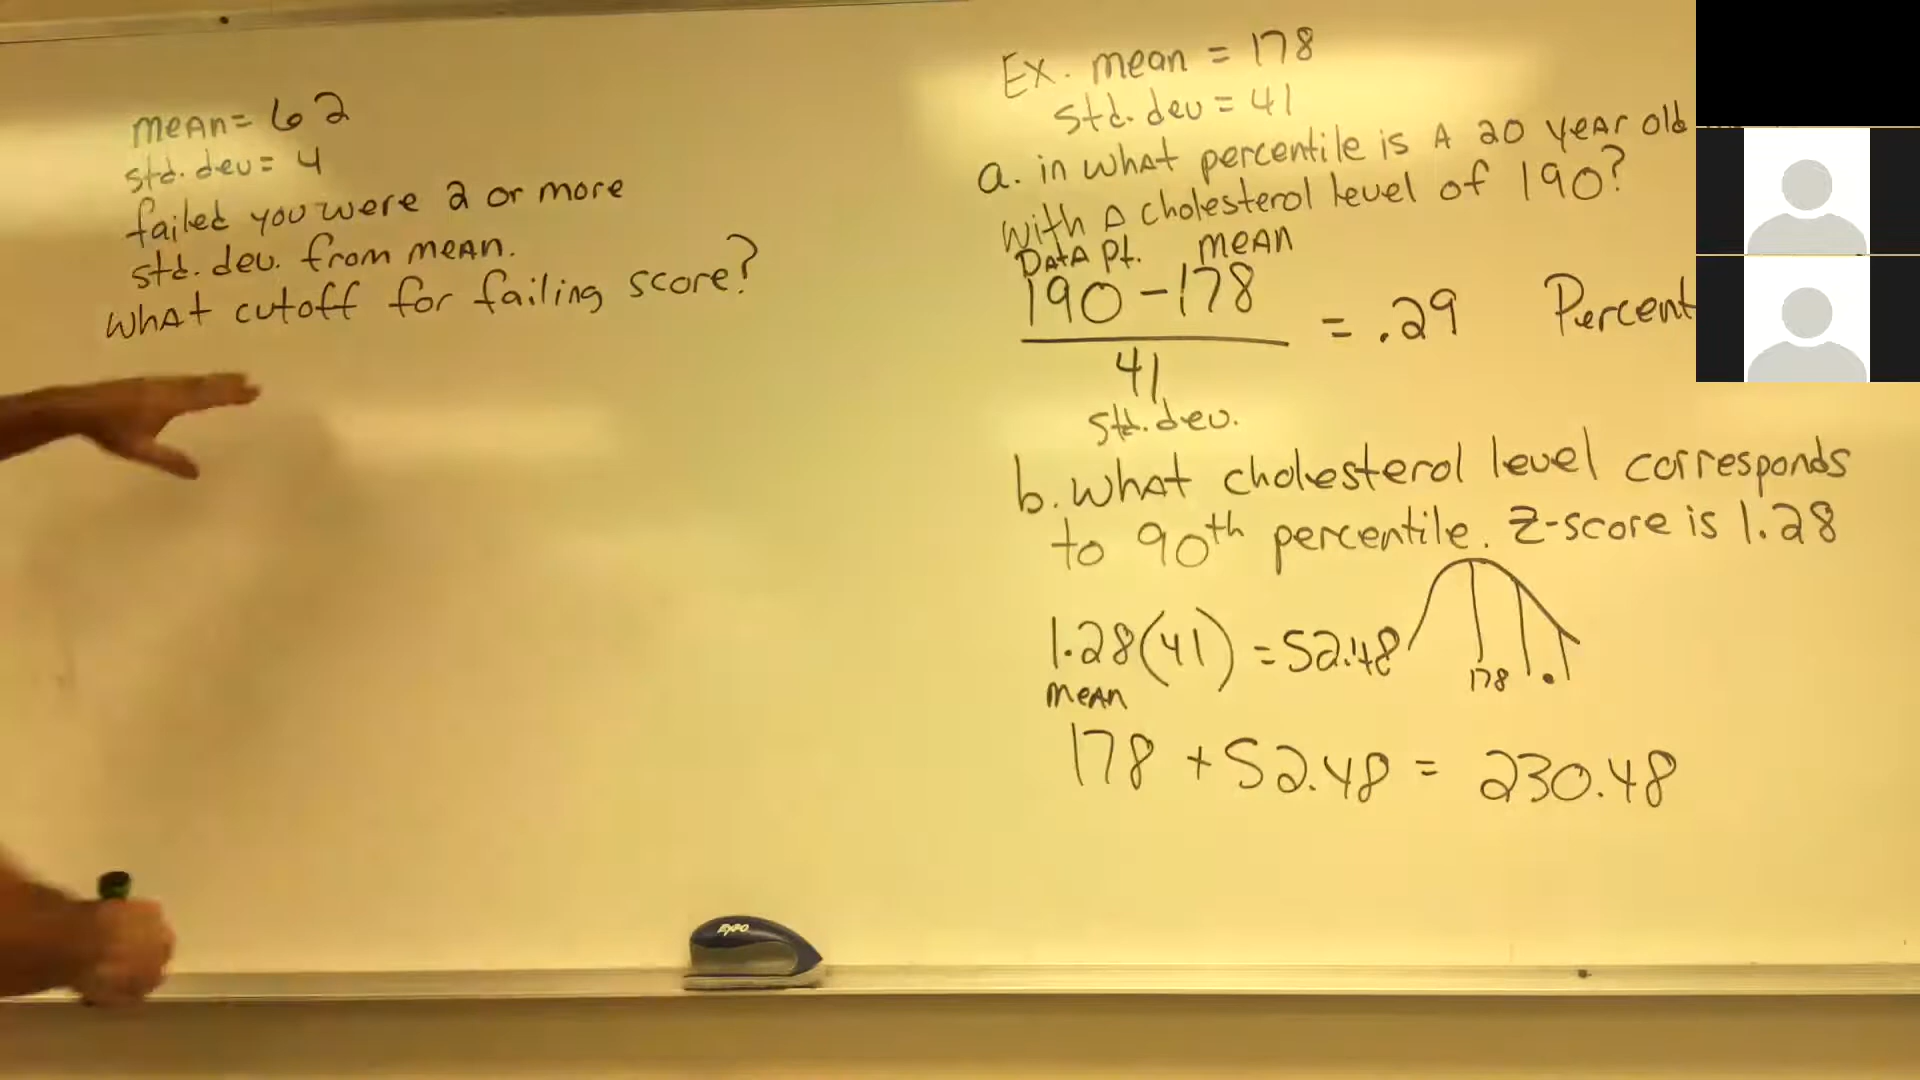 mean = 62
std. dev = 4
failed you were 2 or more
std. dev. from mean.
What cutoff for failing score?
Ex. mean = 178
std. dev = 41
a. in what percentile is A 20 year old
with A cholesterol level of 190?
Data Pt. mean
190 - 178
= .29
41
std. dev.
b. what cholesterol level corresponds
to 90th percentile. Z-score is 1.28
1.28(41) = 52.48
178
mean
178 + 52.48 = 230.48
EXPO